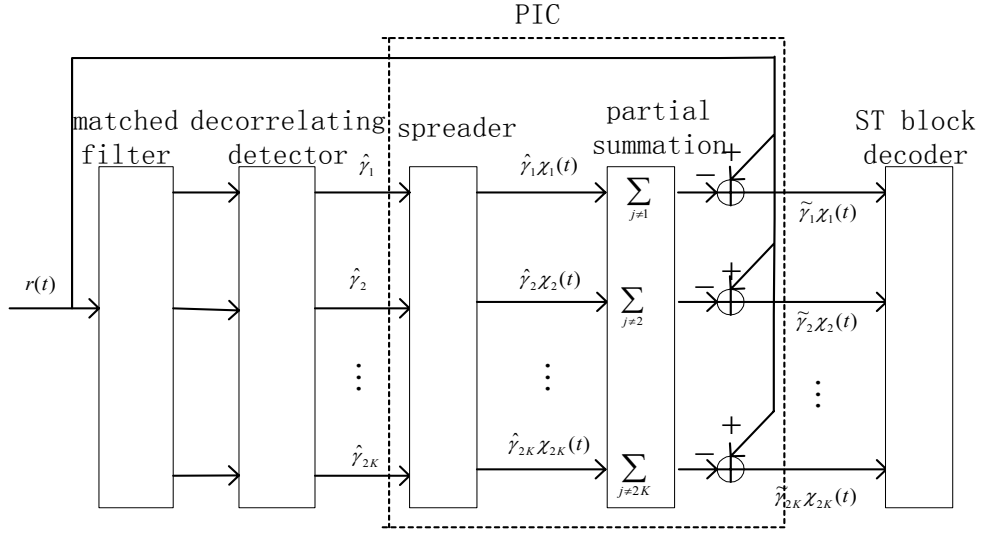 PIC
matched filter
decorrelating detector
spreader
partial summation
ST block decoder
r(t)
γ̂₁
γ̂₂
⋮
γ̂₂K
γ̂₁χ₁(t)
γ̂₂χ₂(t)
⋮
γ̂₂Kχ₂K(t)
∑ j≠1
∑ j≠2
∑ j≠2K
− +
− +
− +
γ̃₁χ₁(t)
γ̃₂χ₂(t)
⋮
γ̃₂Kχ₂K(t)